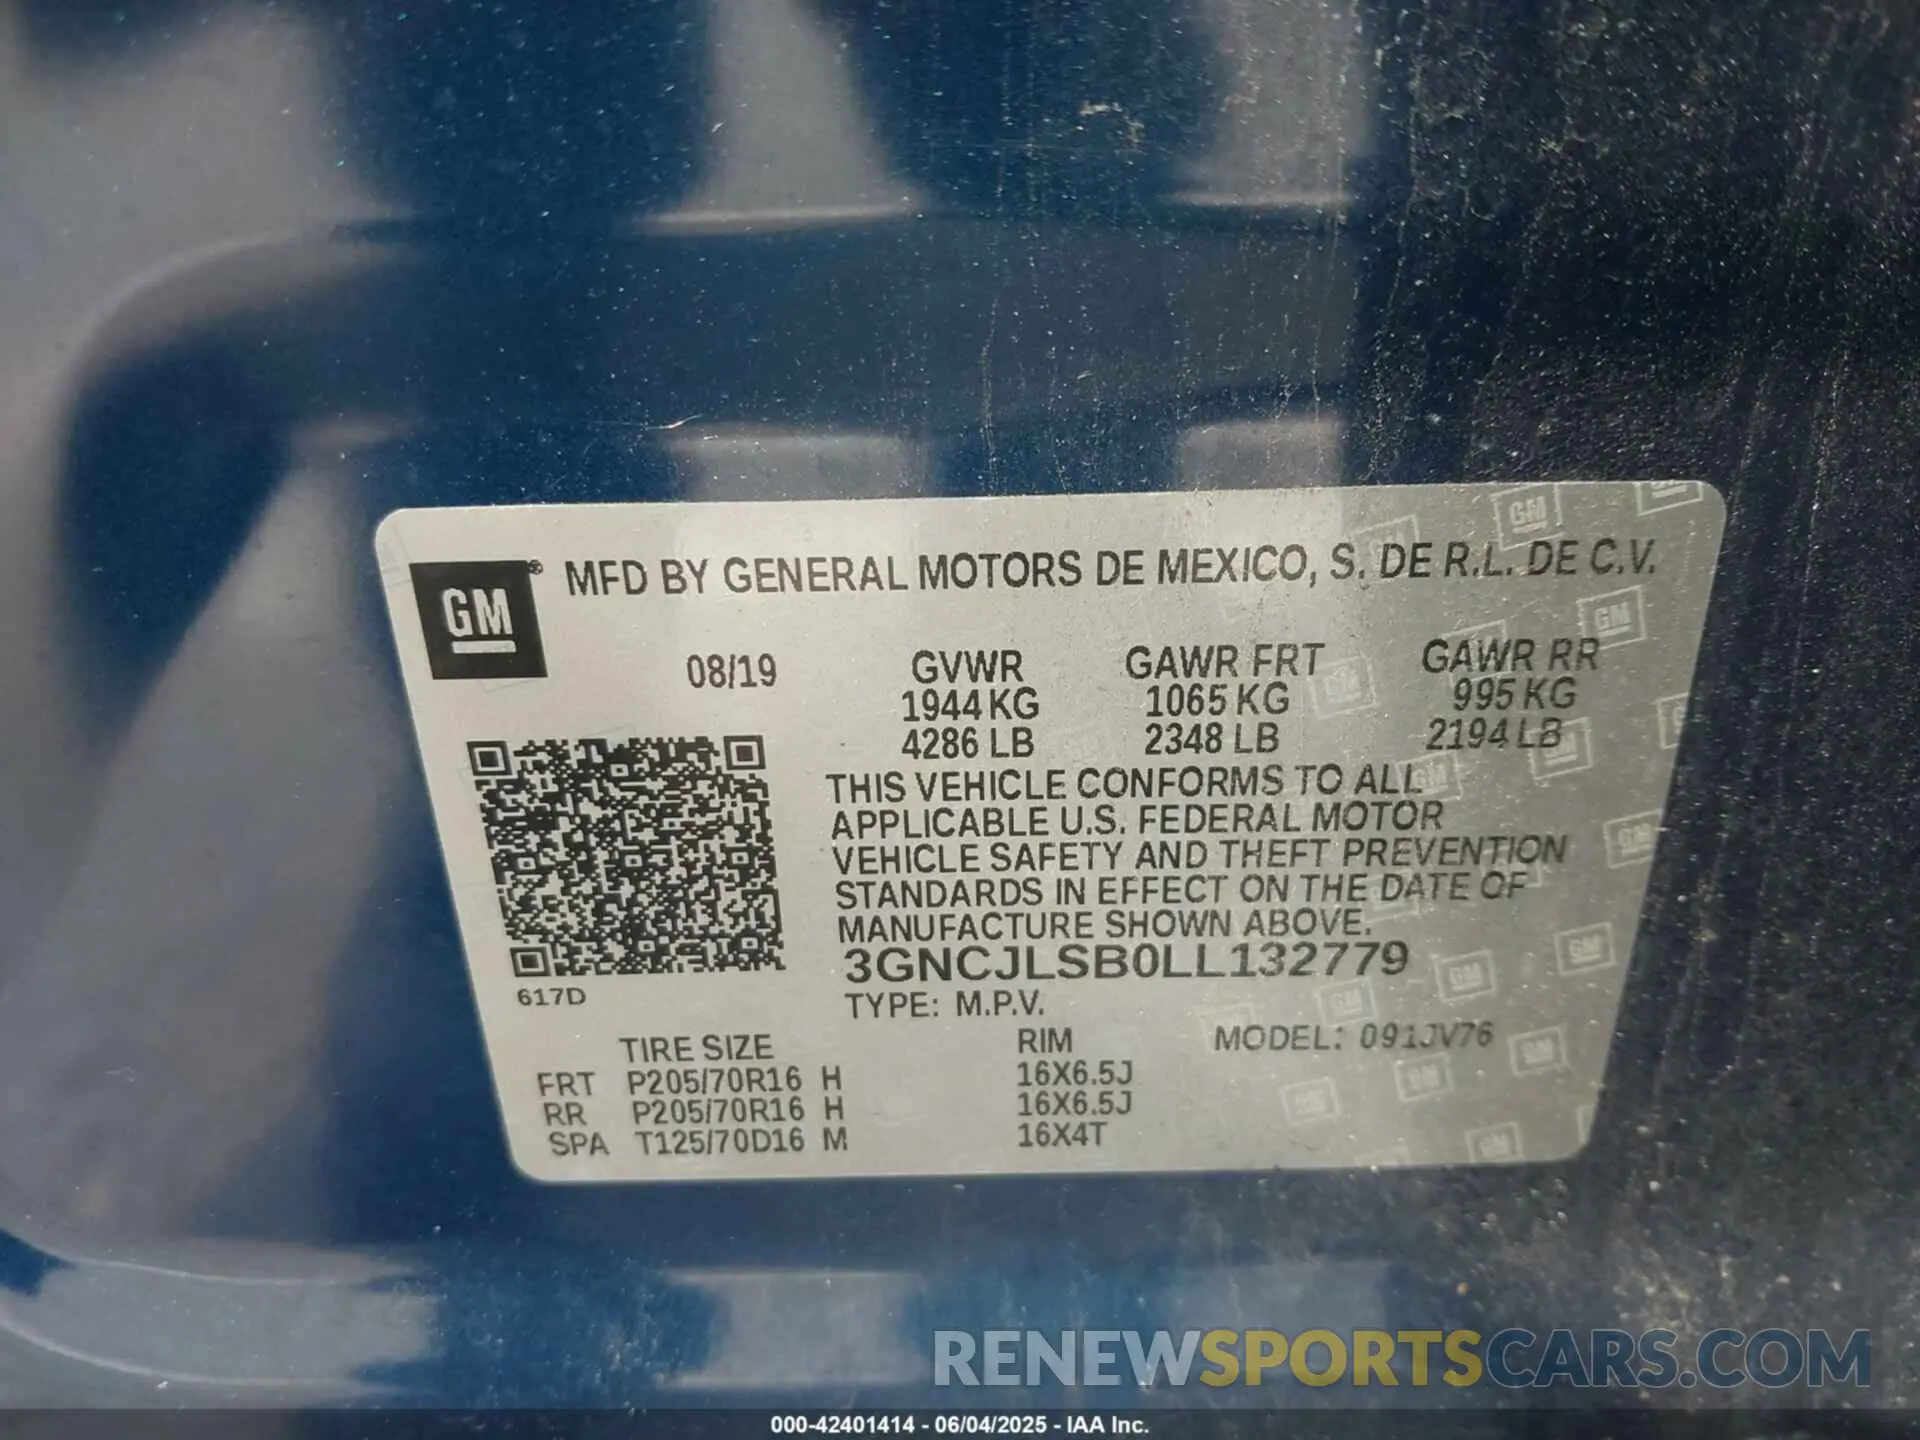 GM® MFD BY GENERAL MOTORS DE MEXICO, S. DE R.L. DE C.V.
08/19 GVWR GAWR FRT GAWR RR
1944 KG 1065 KG 995 KG
4286 LB 2348 LB 2194 LB
THIS VEHICLE CONFORMS TO ALL
APPLICABLE U.S. FEDERAL MOTOR
VEHICLE SAFETY AND THEFT PREVENTION
STANDARDS IN EFFECT ON THE DATE OF
MANUFACTURE SHOWN ABOVE.
3GNCJLSB0LL132779
617D TYPE: M.P.V.
TIRE SIZE RIM MODEL: 091JV76
FRT P205/70R16 H 16X6.5J
RR P205/70R16 H 16X6.5J
SPA T125/70D16 M 16X4T
RENEWSPORTSCARS.COM
000-42401414 - 06/04/2025 - IAA Inc.